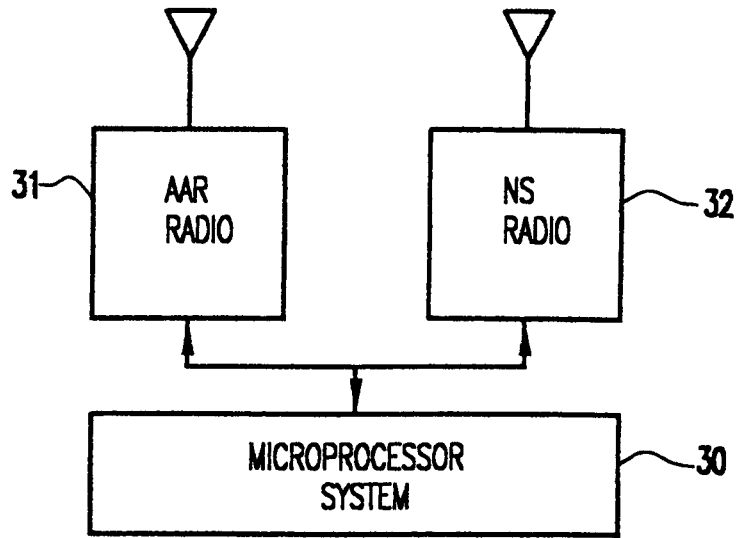 31
AAR
RADIO
NS
RADIO
32
MICROPROCESSOR
SYSTEM
30